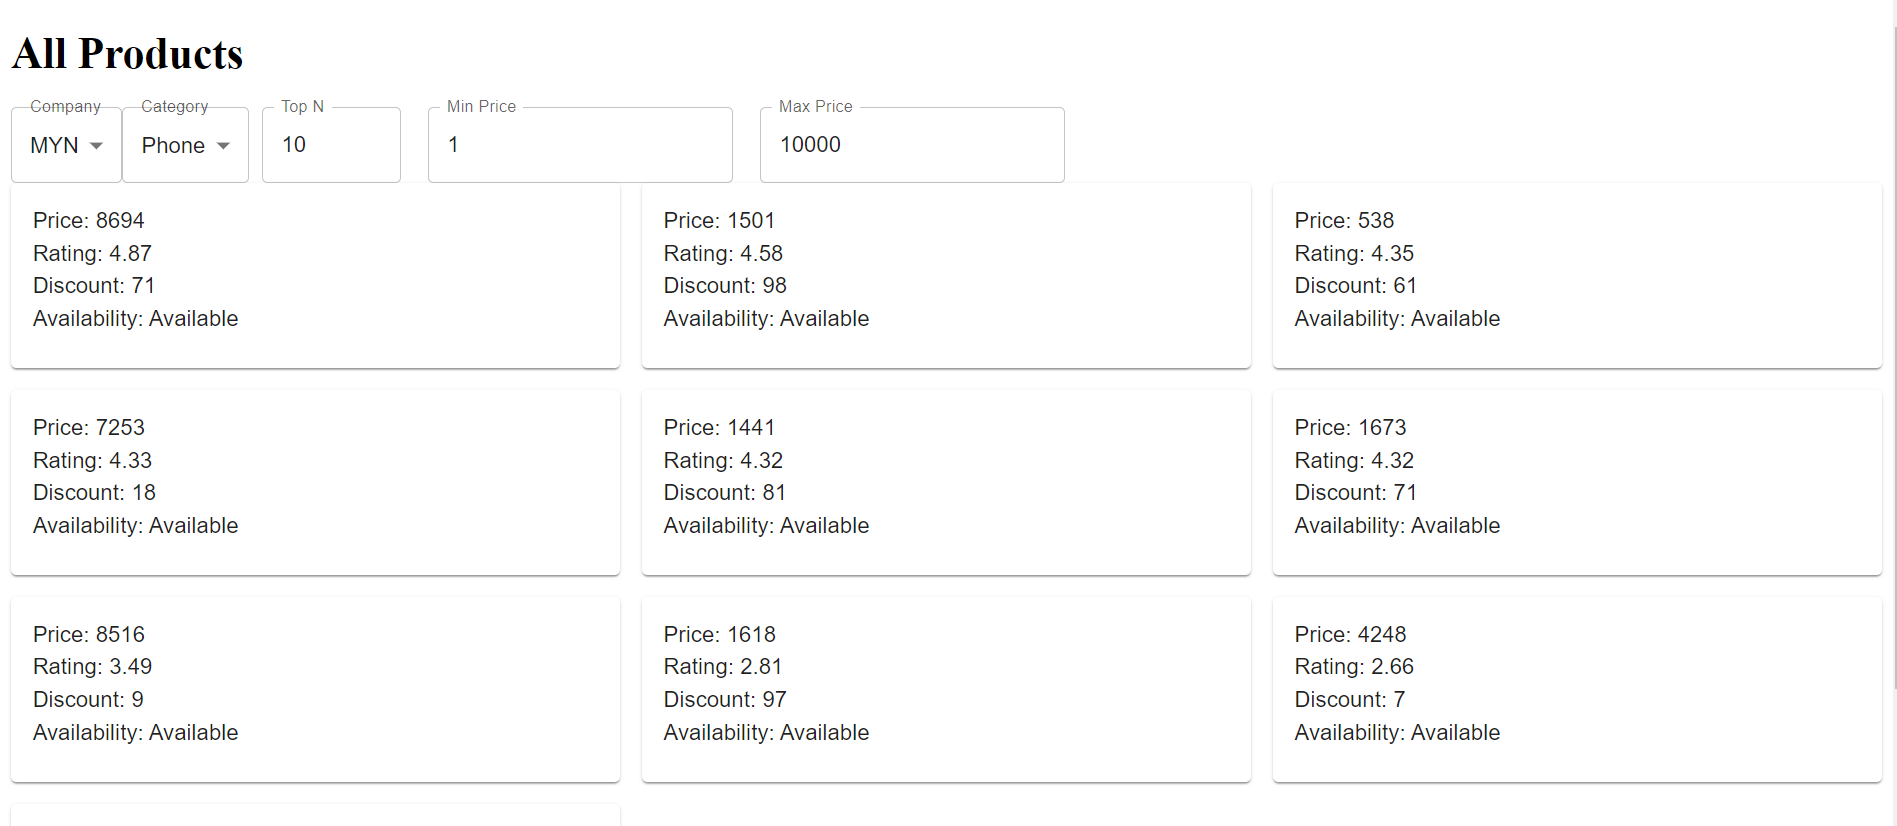 All Products
Company Category Top N Min Price Max Price
MYN Phone 10 1 10000
Price: 8694
Rating: 4.87
Discount: 71
Availability: Available
Price: 1501
Rating: 4.58
Discount: 98
Availability: Available
Price: 538
Rating: 4.35
Discount: 61
Availability: Available
Price: 7253
Rating: 4.33
Discount: 18
Availability: Available
Price: 1441
Rating: 4.32
Discount: 81
Availability: Available
Price: 1673
Rating: 4.32
Discount: 71
Availability: Available
Price: 8516
Rating: 3.49
Discount: 9
Availability: Available
Price: 1618
Rating: 2.81
Discount: 97
Availability: Available
Price: 4248
Rating: 2.66
Discount: 7
Availability: Available